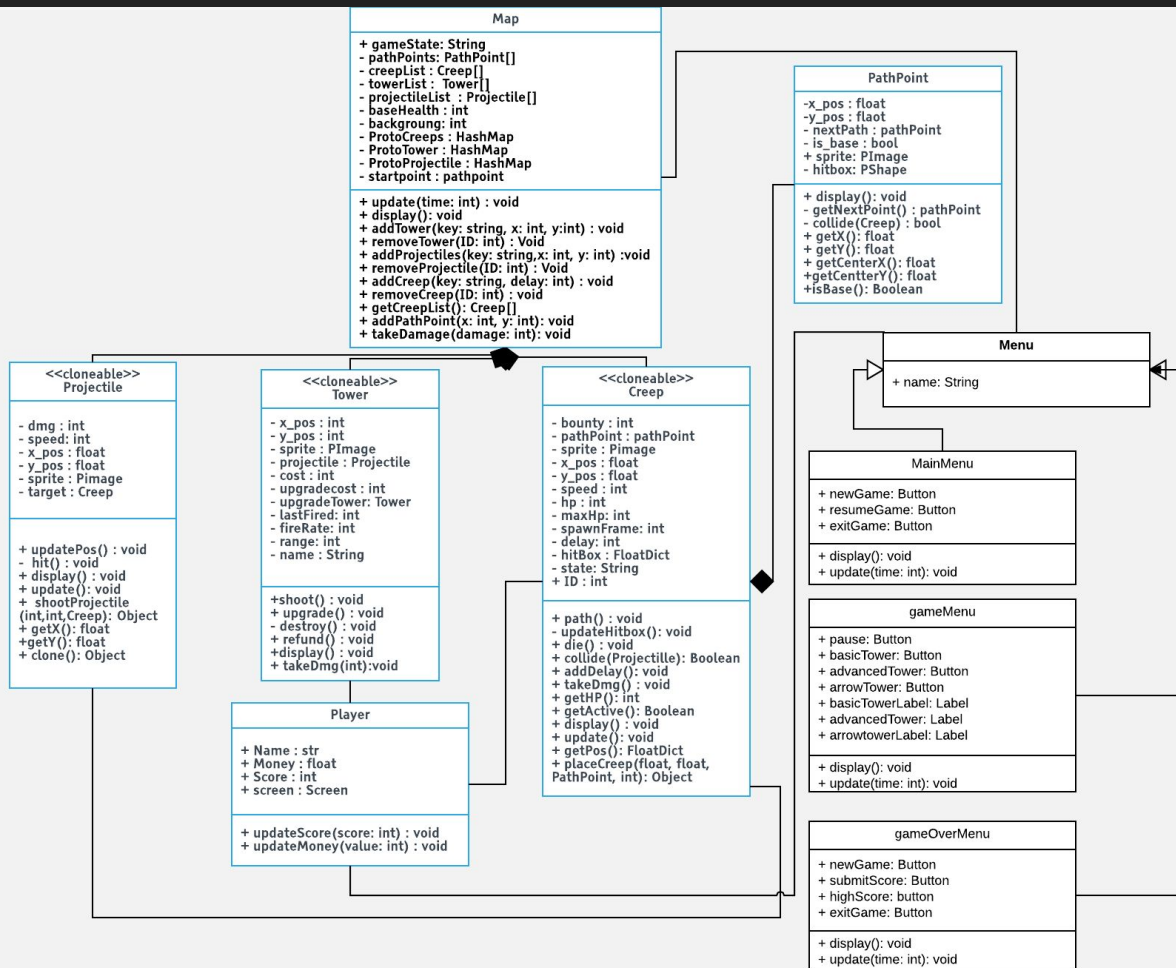 Map
+ gameState: String
- pathPoints: PathPoint[]
- creepList : Creep[]
- towerList :  Tower[]
- projectileList  : Projectile[]
- baseHealth : int
- backgroung: int
- ProtoCreeps : HashMap
- ProtoTower : HashMap
- ProtoProjectile : HashMap
- startpoint : pathpoint
+ update(time: int) : void
+ display(): void
+ addTower(key: string, x: int, y:int) : void
+ removeTower(ID: int) : Void
+ addProjectiles(key: string,x: int, y: int) :void
+ removeProjectile(ID: int) : Void
+ addCreep(key: string, delay: int) : void
+ removeCreep(ID: int) : void
+ getCreepList(): Creep[]
+ addPathPoint(x: int, y: int): void
+ takeDamage(damage: int): void
PathPoint
-x_pos : float
-y_pos : flaot
- nextPath : pathPoint
- is_base : bool
+ sprite: PImage
- hitbox: PShape
+ display(): void
- getNextPoint() : pathPoint
- collide(Creep) : bool
+ getX(): float
+ getY(): float
+ getCenterX(): float
+getCentterY(): float
+isBase(): Boolean
<<cloneable>>
Projectile
- dmg : int
- speed: int
- x_pos : float
- y_pos : float
- sprite : Pimage
- target : Creep
+ updatePos() : void
-  hit() : void
+ display() : void
+ update(): void
+  shootProjectile
(int,int,Creep): Object
+ getX(): float
+getY(): float
+ clone(): Object
<<cloneable>>
Tower
- x_pos : int
- y_pos : int
- sprite : PImage
- projectile : Projectile
- cost : int
- upgradecost : int
- upgradeTower: Tower
- lastFired: int
- fireRate: int
- range: int
- name : String
+shoot() : void
+ upgrade() : void
- destroy() : void
+ refund() : void
+display() : void
+ takeDmg(int):void
<<cloneable>>
Creep
- bounty : int
- pathPoint : pathPoint
- sprite : Pimage
- x_pos : float
- y_pos : float
- speed : int
- hp : int
- maxHp : int
- spawnFrame: int
- delay: int
- hitBox : FloatDict
- state: String
+ ID : int
+ path() : void
- updateHitbox(): void
+ die() : void
+ collide(Projectille): Boolean
+ addDelay(): void
+ takeDmg() : void
+ getHP(): int
+ getActive(): Boolean
+ display() : void
+ update(): void
+ getPos(): FloatDict
+ placeCreep(float, float,
PathPoint, int): Object
Player
+ Name : str
+ Money : float
+ Score : int
+ screen : Screen
+ updateScore(score: int) : void
+ updateMoney(value: int) : void
Menu
+ name: String
MainMenu
+ newGame: Button
+ resumeGame: Button
+ exitGame: Button
+ display(): void
+ update(time: int): void
gameMenu
+ pause: Button
+ basicTower: Button
+ advancedTower: Button
+ arrowTower: Button
+ basicTowerLabel: Label
+ advancedTower: Label
+ arrowtowerLabel: Label
+ display(): void
+ update(time: int): void
gameOverMenu
+ newGame: Button
+ submitScore: Button
+ highScore: button
+ exitGame: Button
+ display(): void
+ update(time: int): void